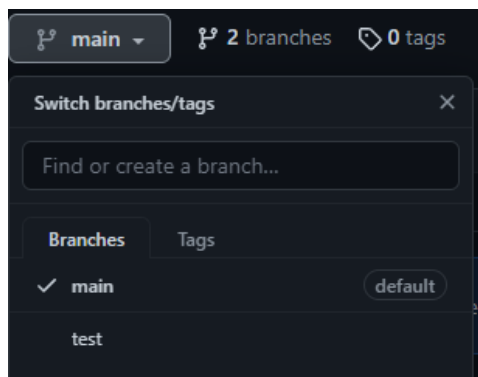 main 2 branches 0 tags
Switch branches/tags
Find or create a branch...
Branches Tags
main default
test